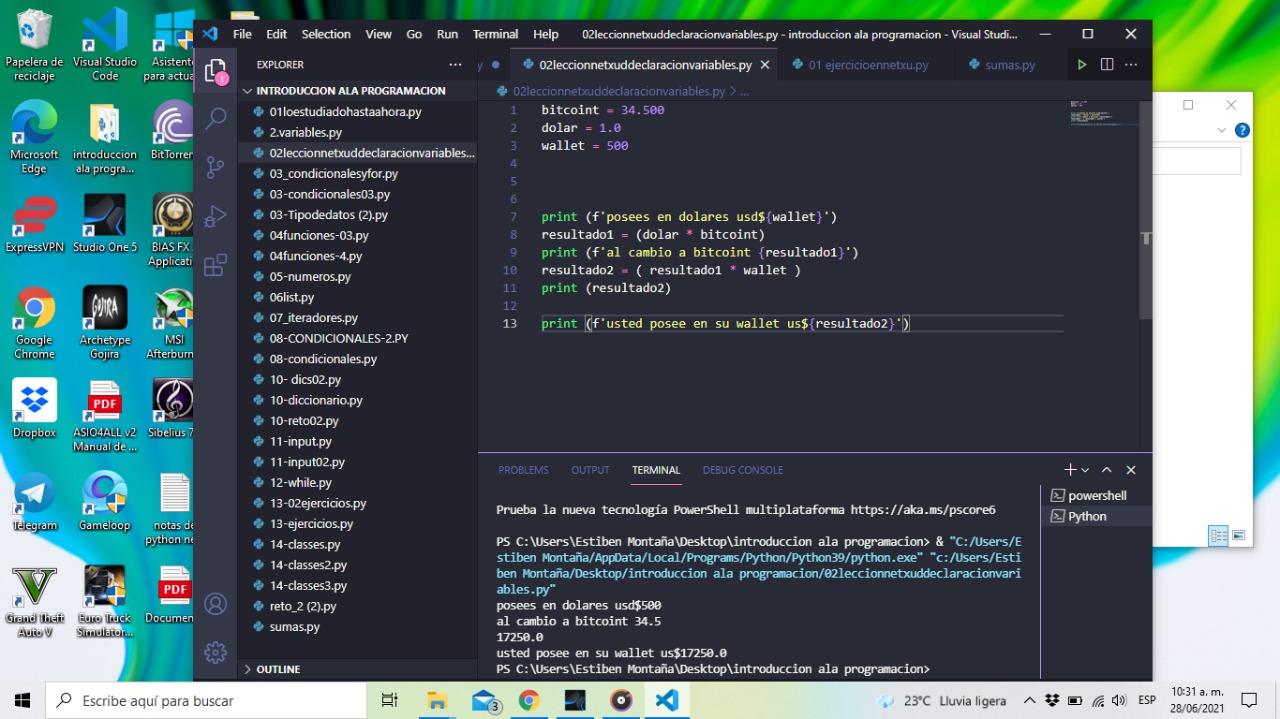 Papelera de
reciclaje
Visual Studio
Code
Asistente
para actua
Microsoft
Edge
introduccion
ala progra...
BitTorren
ExpressVPN
Studio One 5
BIAS FX
Applicati
Google
Chrome
Archetype
Gojira
MSI
Afterburn
Dropbox
ASIO4ALL v2
Manual de ...
Sibelius 7
Telegram
Gameloop
notas de
python ne
Grand Theft
Auto V
Euro Truck
Simulator...
Documen
GOJIRA
PDF
PDF
File Edit Selection View Go Run Terminal Help 02leccionnetxuddeclaracionvariables.py - introduccion ala programacion - Visual Studi...
EXPLORER ...
y 02leccionnetxuddeclaracionvariables.py 01 ejercicioennetxu.py sumas.py
1
INTRODUCCION ALA PROGRAMACION
01loestudiadohastaahora.py
2.variables.py
02leccionnetxuddeclaracionvariables...
03_condicionalesyfor.py
03-condicionales03.py
03-Tipodedatos (2).py
04funciones-03.py
04funciones-4.py
05-numeros.py
06list.py
07_iteradores.py
08-CONDICIONALES-2.PY
08-condicionales.py
10- dics02.py
10-diccionario.py
10-reto02.py
11-input.py
11-input02.py
12-while.py
13-02ejercicios.py
13-ejercicios.py
14-classes.py
14-classes2.py
14-classes3.py
reto_2 (2).py
sumas.py
OUTLINE
02leccionnetxuddeclaracionvariables.py > ...
1 bitcoint = 34.500
2 dolar = 1.0
3 wallet = 500
4
5
6
7 print (f'posees en dolares usd${wallet}')
8 resultado1 = (dolar * bitcoint)
9 print (f'al cambio a bitcoint {resultado1}')
10 resultado2 = ( resultado1 * wallet )
11 print (resultado2)
12
13 print (f'usted posee en su wallet us${resultado2}')
PROBLEMS OUTPUT TERMINAL DEBUG CONSOLE
powershell
Python
Prueba la nueva tecnología PowerShell multiplataforma https://aka.ms/pscore6
PS C:\Users\Estiben Montaña\Desktop\introduccion ala programacion> & "C:/Users/E
stiben Montaña/AppData/Local/Programs/Python/Python39/python.exe" "c:/Users/Esti
ben Montaña/Desktop/introduccion ala programacion/02leccionnetxuddeclaracionvari
ables.py"
posees en dolares usd$500
al cambio a bitcoint 34.5
17250.0
usted posee en su wallet us$17250.0
PS C:\Users\Estiben Montaña\Desktop\introduccion ala programacion>
Escribe aquí para buscar
3
23°C Lluvia ligera
ESP
10:31 a. m.
28/06/2021